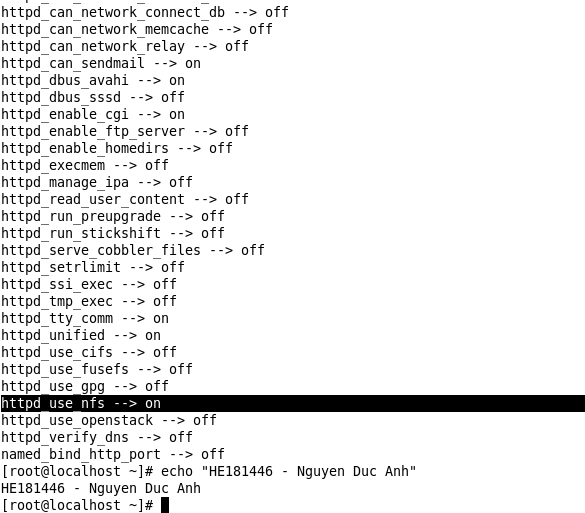 httpd_can_network_connect_db --> off
httpd_can_network_memcache --> off
httpd_can_network_relay --> off
httpd_can_sendmail --> on
httpd_dbus_avahi --> on
httpd_dbus_sssd --> off
httpd_enable_cgi --> on
httpd_enable_ftp_server --> off
httpd_enable_homedirs --> off
httpd_execmem --> off
httpd_manage_ipa --> off
httpd_read_user_content --> off
httpd_run_preupgrade --> off
httpd_run_stickshift --> off
httpd_serve_cobbler_files --> off
httpd_setrlimit --> off
httpd_ssi_exec --> off
httpd_tmp_exec --> off
httpd_tty_comm --> on
httpd_unified --> on
httpd_use_cifs --> off
httpd_use_fusefs --> off
httpd_use_gpg --> off
httpd_use_nfs --> on
httpd_use_openstack --> off
httpd_verify_dns --> off
named_bind_http_port --> off
[root@localhost ~]# echo "HE181446 - Nguyen Duc Anh"
HE181446 - Nguyen Duc Anh
[root@localhost ~]#